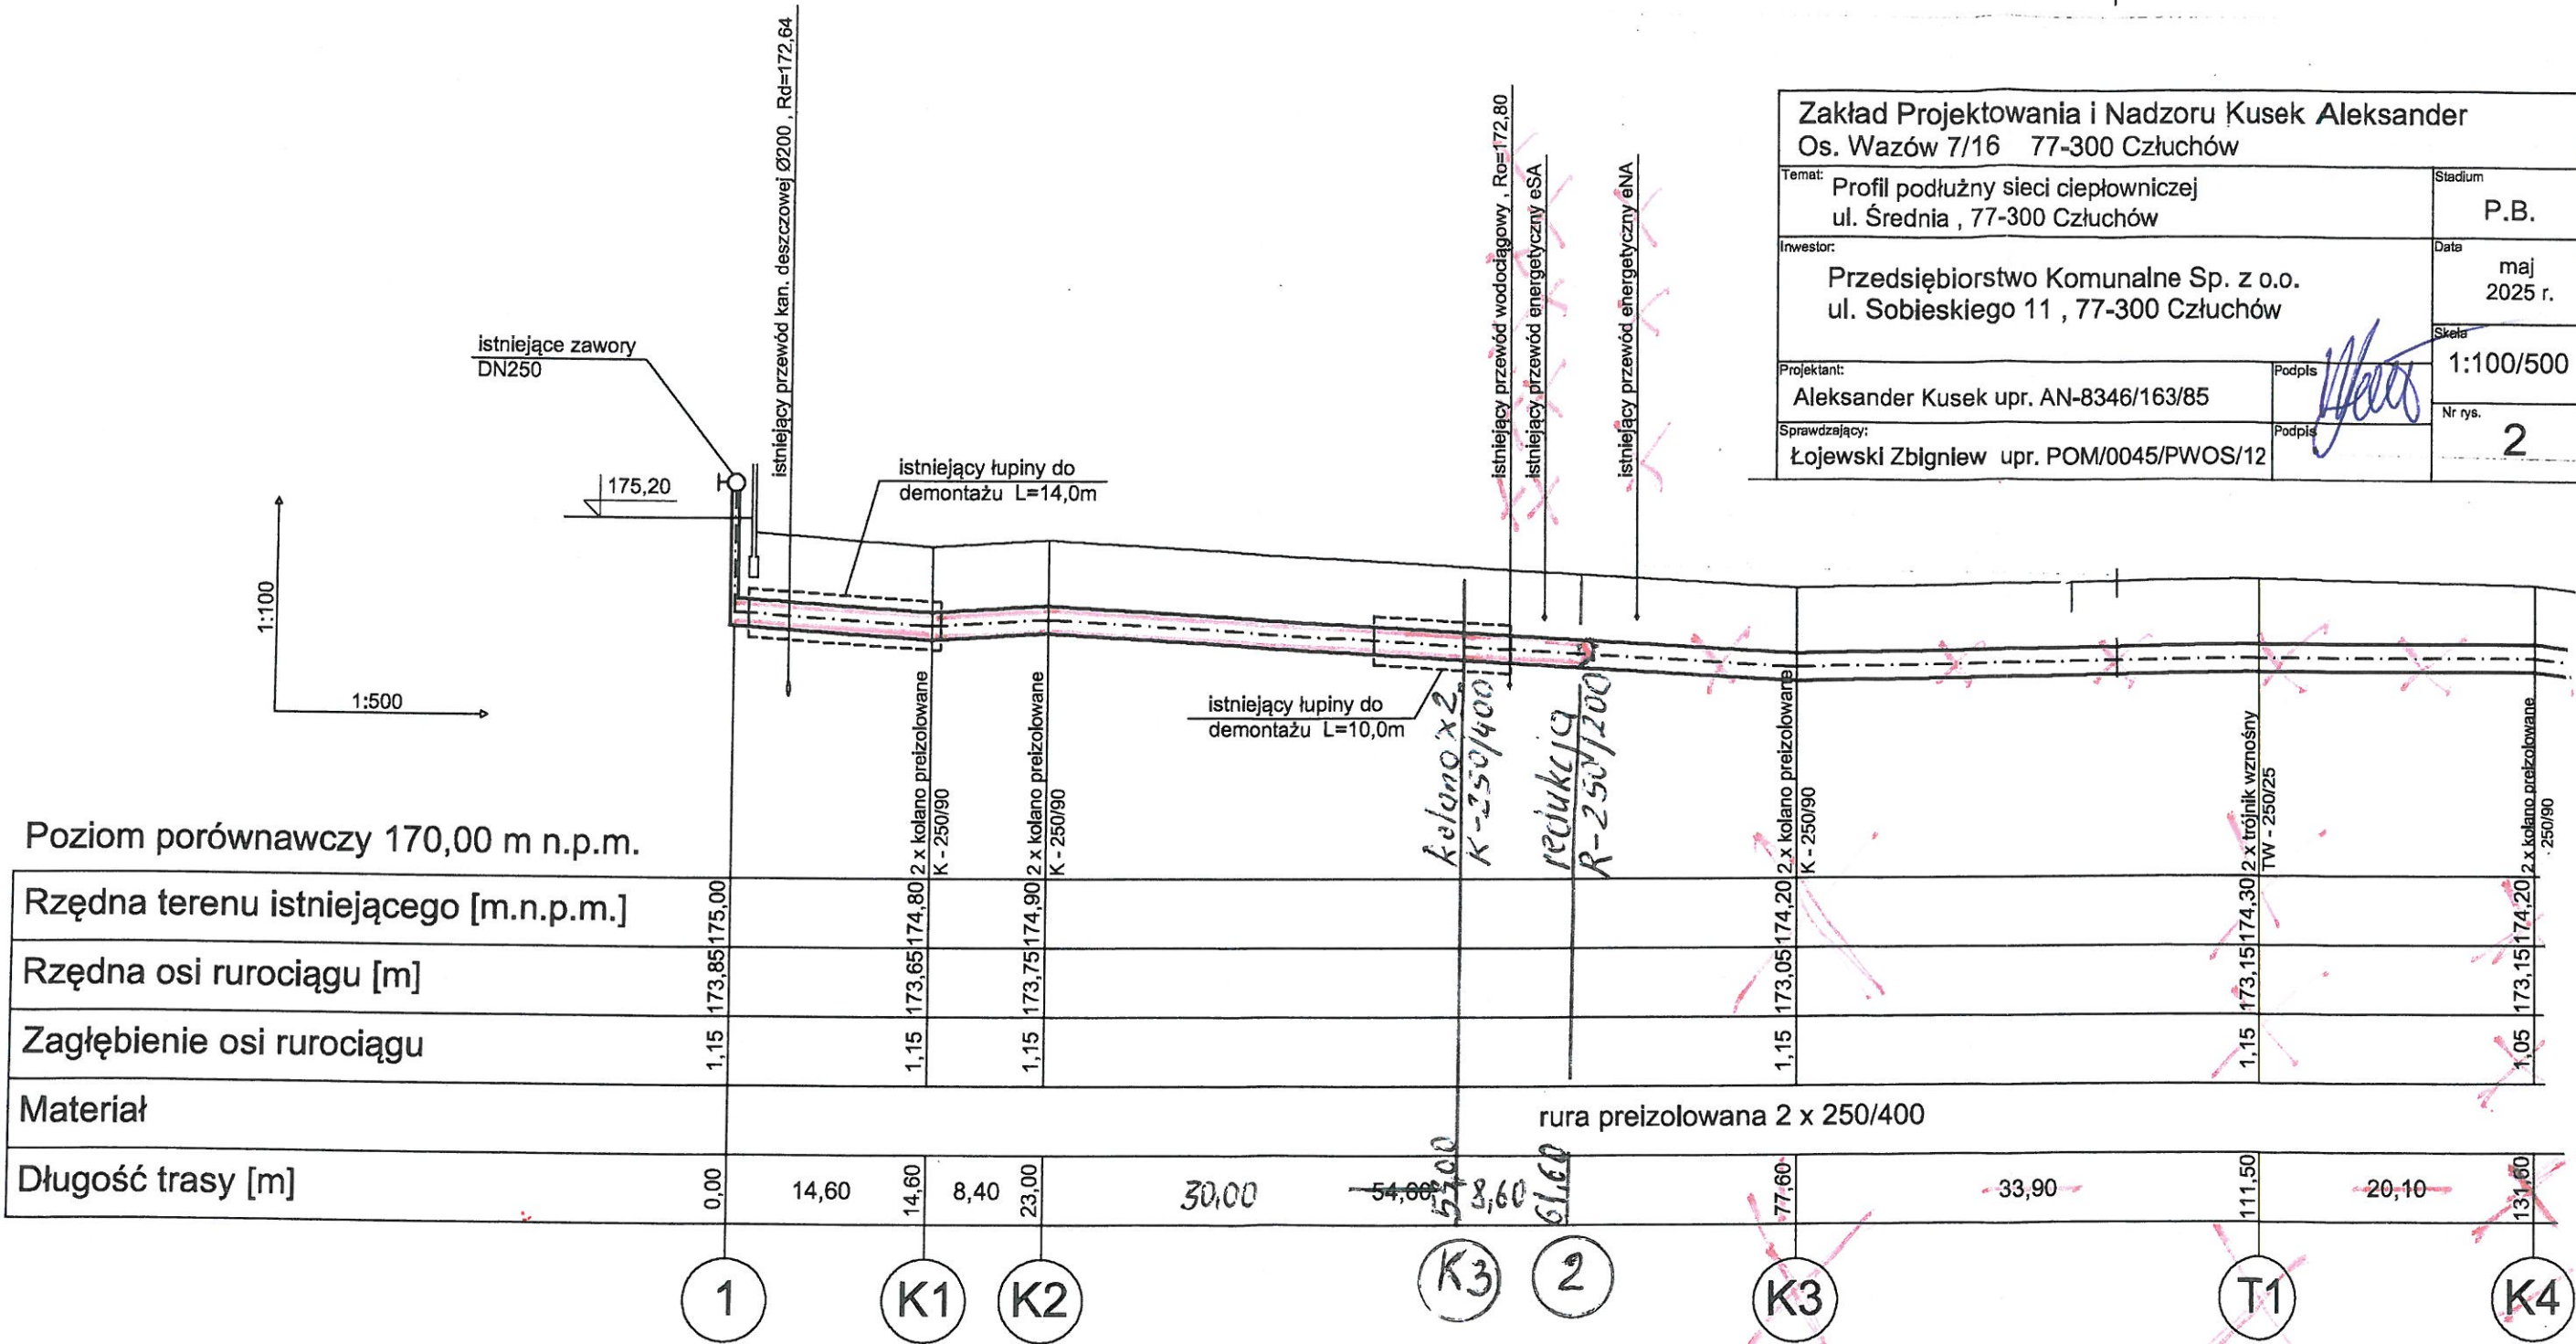 Zakład Projektowania i Nadzoru Kusek Aleksander
Os. Wazów 7/16 77-300 Człuchów
Temat:
Profil podłużny sieci ciepłowniczej
ul. Średnia , 77-300 Człuchów
Stadium
P.B.
Inwestor:
Przedsiębiorstwo Komunalne Sp. z o.o.
ul. Sobieskiego 11 , 77-300 Człuchów
Data
maj
2025 r.
Skala
1:100/500
Projektant:
Aleksander Kusek upr. AN-8346/163/85
Podpis
Nr rys.
2
Sprawdzający:
Łojewski Zbigniew upr. POM/0045/PWOS/12
Podpis
istniejący przewód kan. deszczowej Ø200 , Rd=172,64
istniejący przewód wodociągowy , Ro=172,80
istniejący przewód energetyczny eSA
istniejący przewód energetyczny eNA
istniejące zawory
DN250
175,20
istniejący łupiny do
demontażu L=14,0m
1:100
1:500
istniejący łupiny do
demontażu L=10,0m
2 x kolano preizolowane
K - 250/90
2 x kolano preizolowane
K - 250/90
kolano x2
K-250/400
redukcja
R-250/200
2 x kolano preizolowane
K - 250/90
2 x trójnik wznośny
TW - 250/25
2 x kolano preizolowane
250/90
Poziom porównawczy 170,00 m n.p.m.
Rzędna terenu istniejącego [m.n.p.m.]
175,00 174,80 174,90 174,20 174,30 174,20
Rzędna osi rurociągu [m]
173,85 173,65 173,75 173,05 173,15 173,15
Zagłębienie osi rurociągu
1,15 1,15 1,15 1,15 1,15 1,05
Materiał
rura preizolowana 2 x 250/400
Długość trasy [m]
0,00 14,60 14,60 8,40 23,00 30,00 54,60 53,00 8,60 61,60 77,60 33,90 111,50 20,10 131,60
1 K1 K2 K3 2 K3 T1 K4